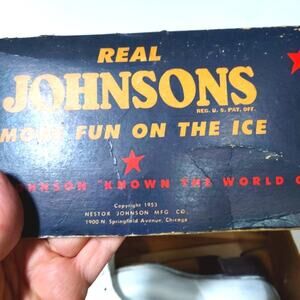 REAL
JOHNSONS
REG. U. S. PAT. OFF.
MORE FUN ON THE ICE
JOHNSON "KNOWN THE WORLD
Copyright 1953
NESTOR JOHNSON MFG CO.
1900 N. Springfield Avenue, Chicago